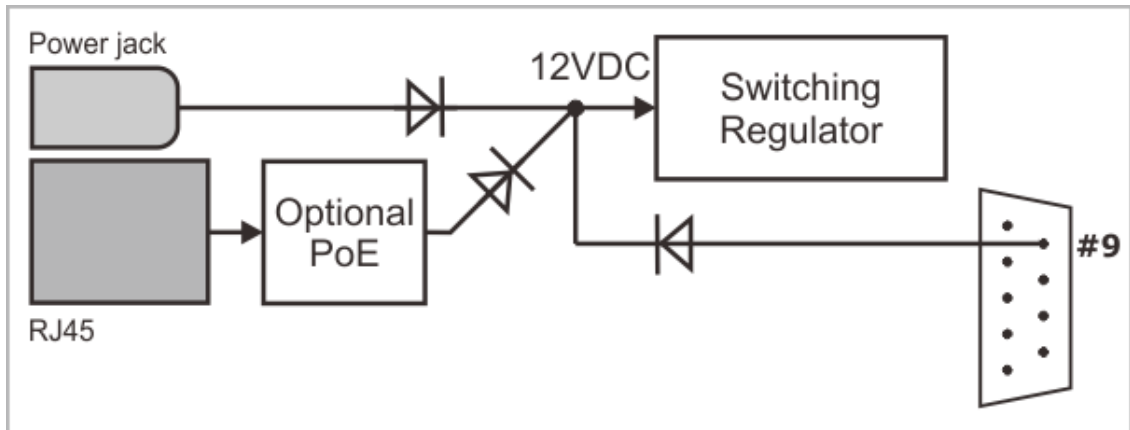 Power jack
12VDC
Switching
Regulator
Optional
PoE
#9
RJ45